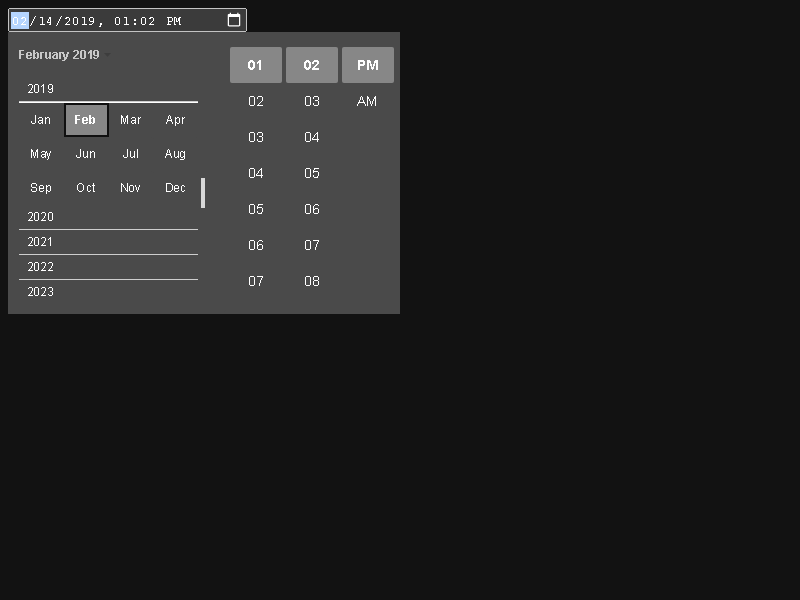 02/14/2019, 01:02 PM
February 2019
2019
Jan Feb Mar Apr
May Jun Jul Aug
Sep Oct Nov Dec
2020
2021
2022
2023
01 02 PM
02 03 AM
03 04
04 05
05 06
06 07
07 08